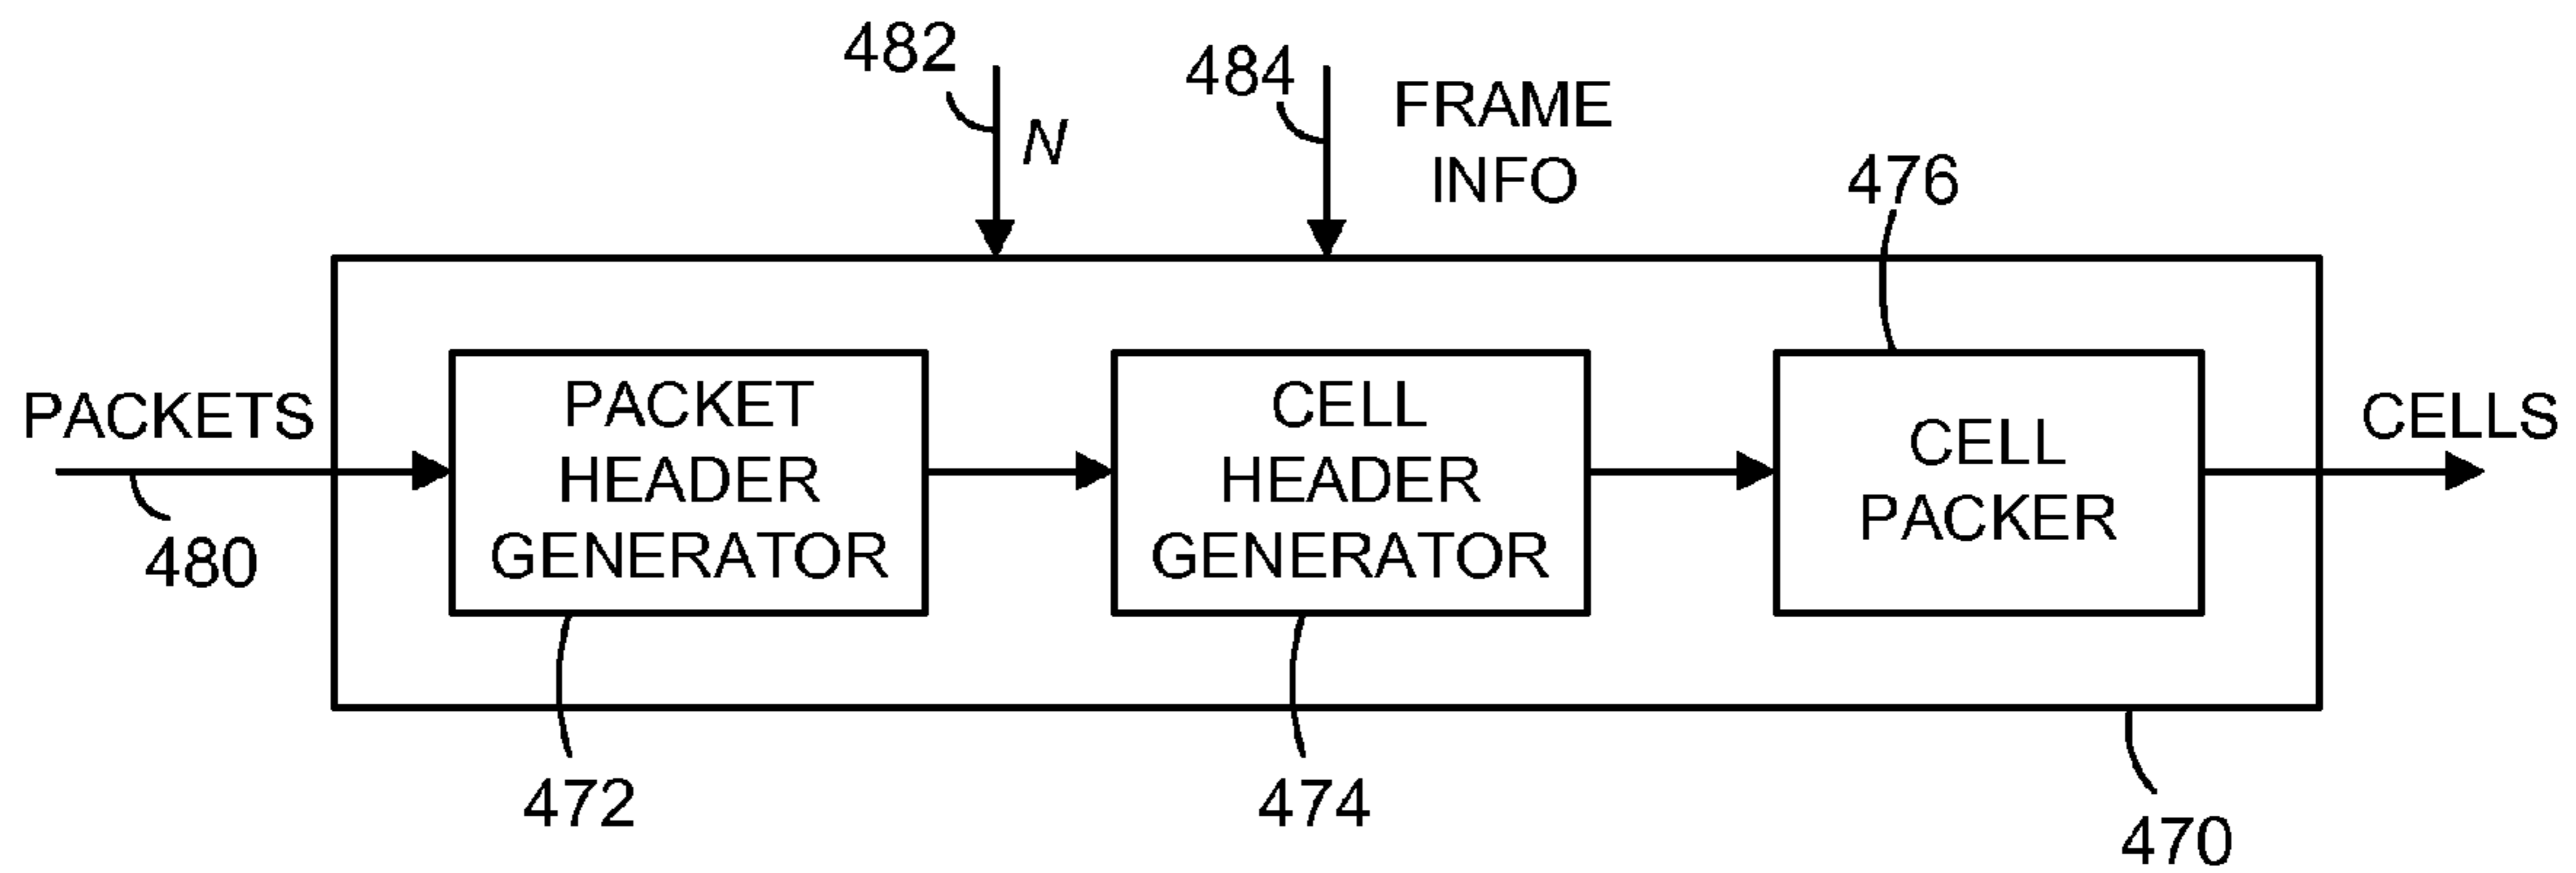 482
N
484
FRAME
INFO
476
PACKETS
480
PACKET
HEADER
GENERATOR
472
CELL
HEADER
GENERATOR
474
CELL
PACKER
CELLS
470